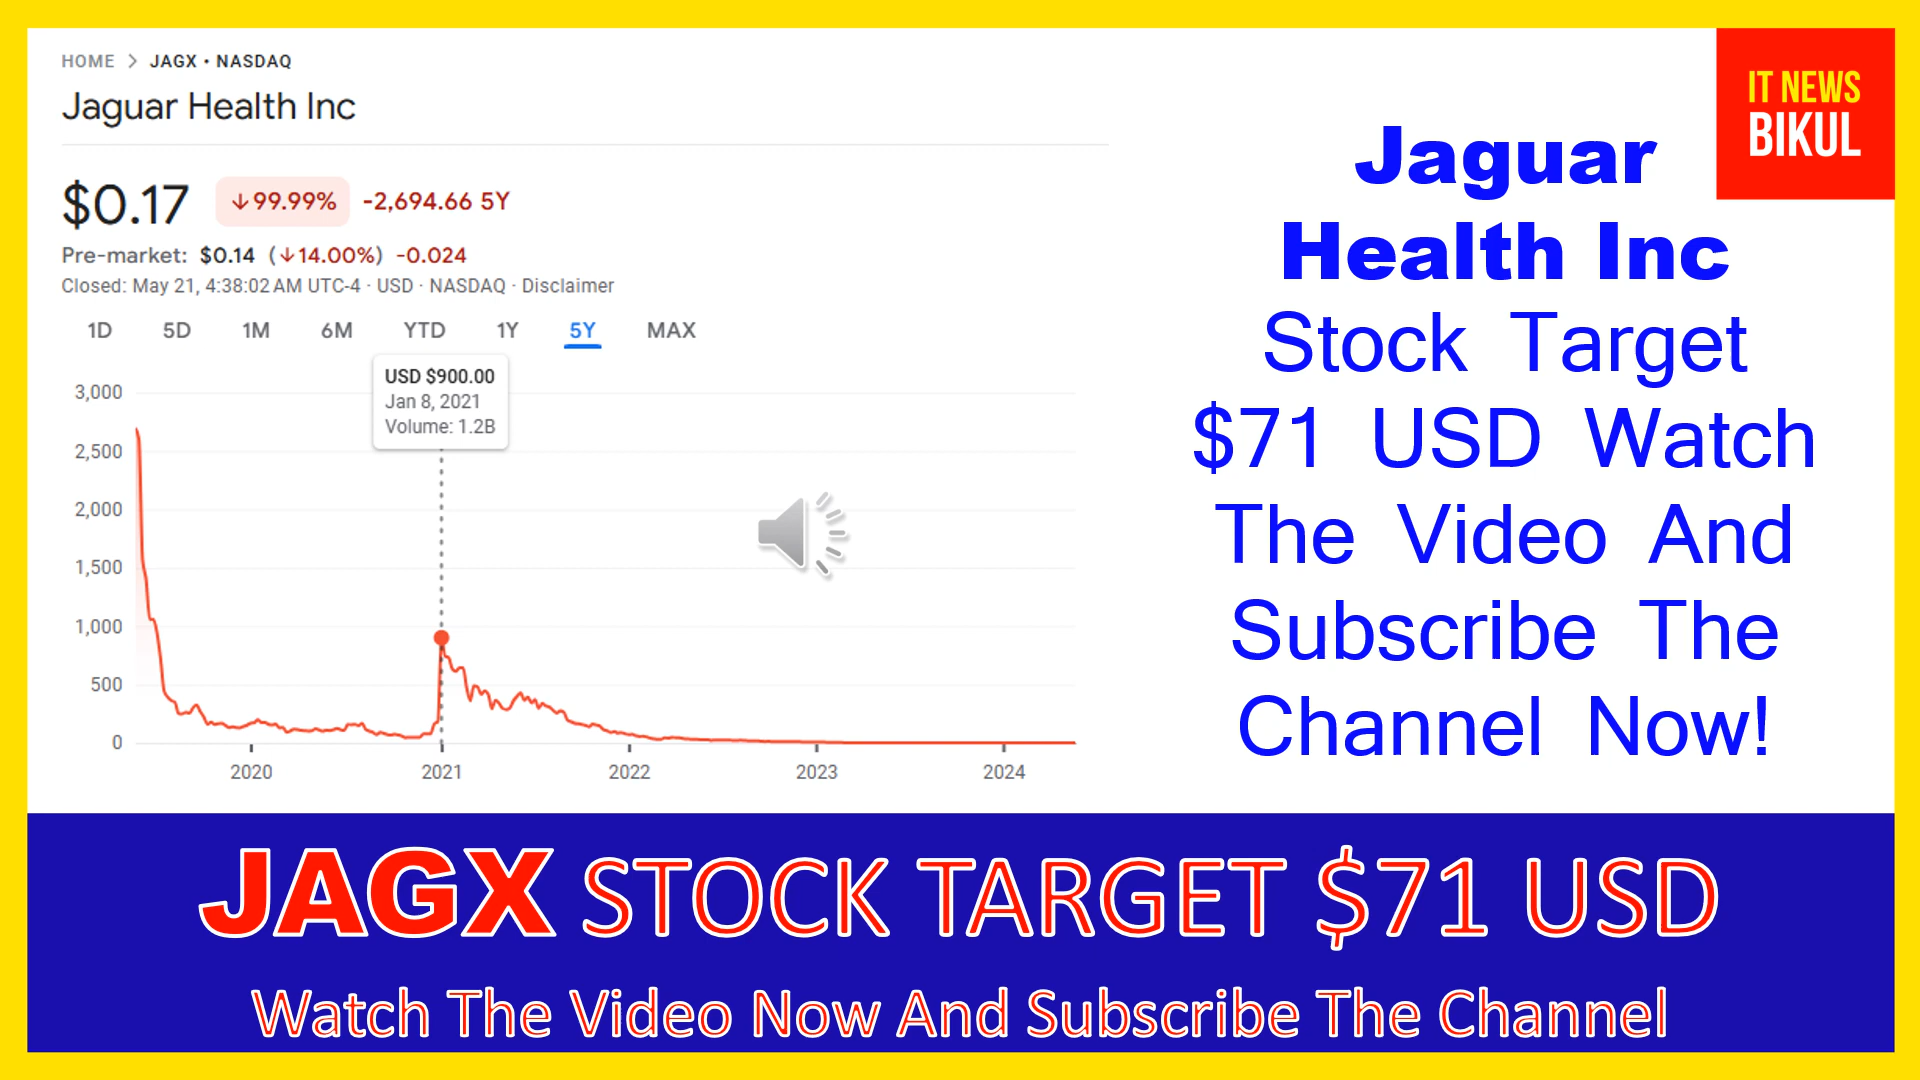 HOME > JAGX • NASDAQ
Jaguar Health Inc
$0.17 ↓99.99% -2,694.66 5Y
Pre-market: $0.14 (↓14.00%) -0.024
Closed: May 21, 4:38:02 AM UTC-4 · USD · NASDAQ · Disclaimer
1D 5D 1M 6M YTD 1Y 5Y MAX
USD $900.00
Jan 8, 2021
Volume: 1.2B
3,000
2,500
2,000
1,500
1,000
500
0
2020 2021 2022 2023 2024
IT NEWS
BIKUL
Jaguar
Health Inc
Stock Target
$71 USD Watch
The Video And
Subscribe The
Channel Now!
JAGX STOCK TARGET $71 USD
Watch The Video Now And Subscribe The Channel